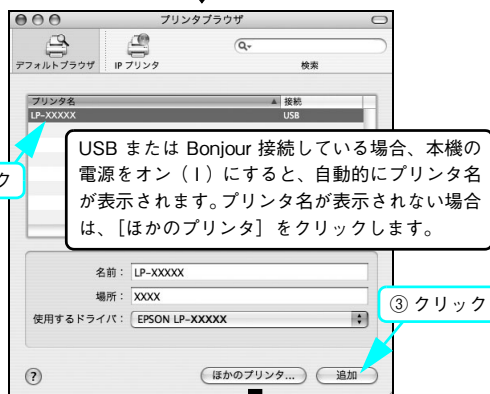 プリンタブラウザ
デフォルトブラウザ IP プリンタ 検索
プリンタ名 接続
LP-XXXXX USB
ク
USB または Bonjour 接続している場合、本機の
電源をオン（｜）にすると、自動的にプリンタ名
が表示されます。プリンタ名が表示されない場合
は、［ほかのプリンタ］をクリックします。
名前： LP-XXXXX
場所： XXXX
使用するドライバ： EPSON LP-XXXXX
③ クリック
? ほかのプリンタ... 追加